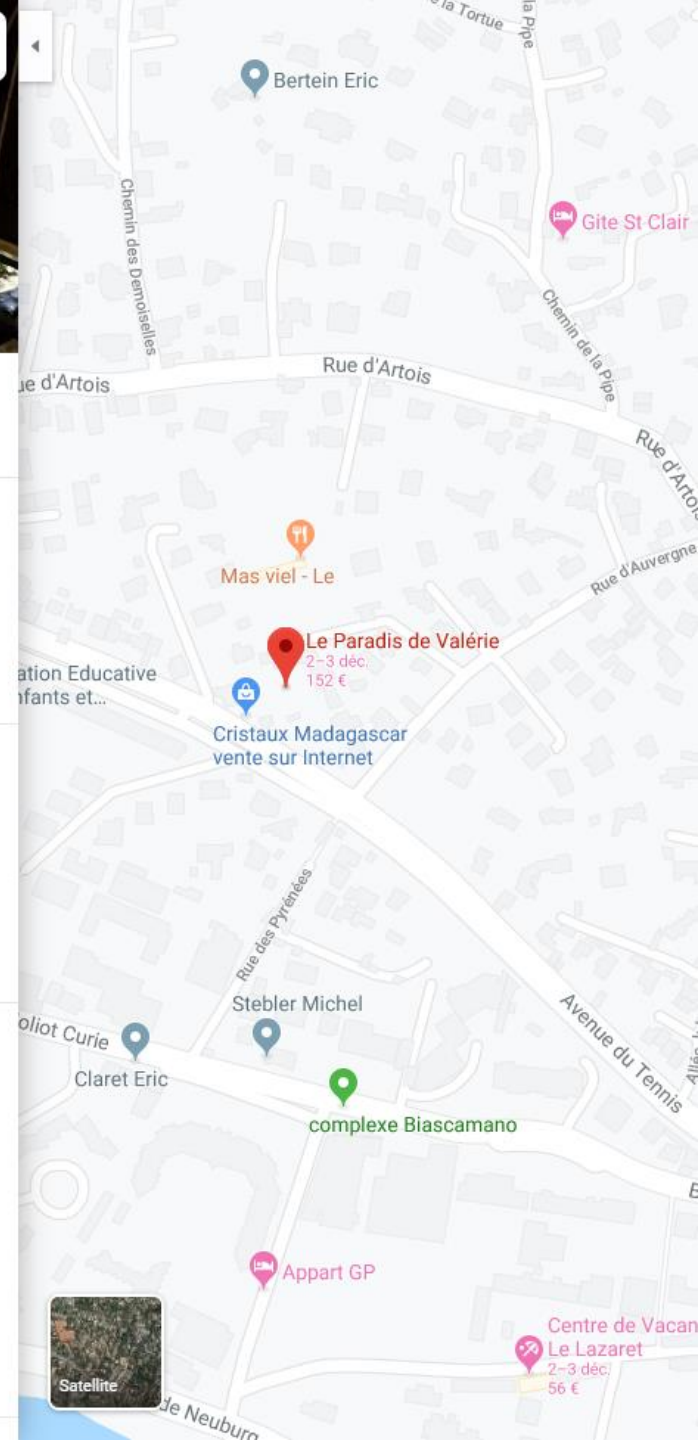 de la Tortue
la Pipe
Bertein Eric
Chemin des Demoiselles
Gite St Clair
Chemin de la Pipe
ue d'Artois
Rue d'Artois
Rue d'Artois
Mas viel - Le
Rue d'Auvergne
Le Paradis de Valérie
2–3 déc.
152 €
ation Educative
nfants et...
Cristaux Madagascar
vente sur Internet
Rue des Pyrénées
Stebler Michel
oliot Curie
Claret Eric
Avenue du Tennis
complexe Biascamano
Appart GP
Centre de Vacan
Le Lazaret
2–3 déc.
56 €
Satellite
de Neuburg